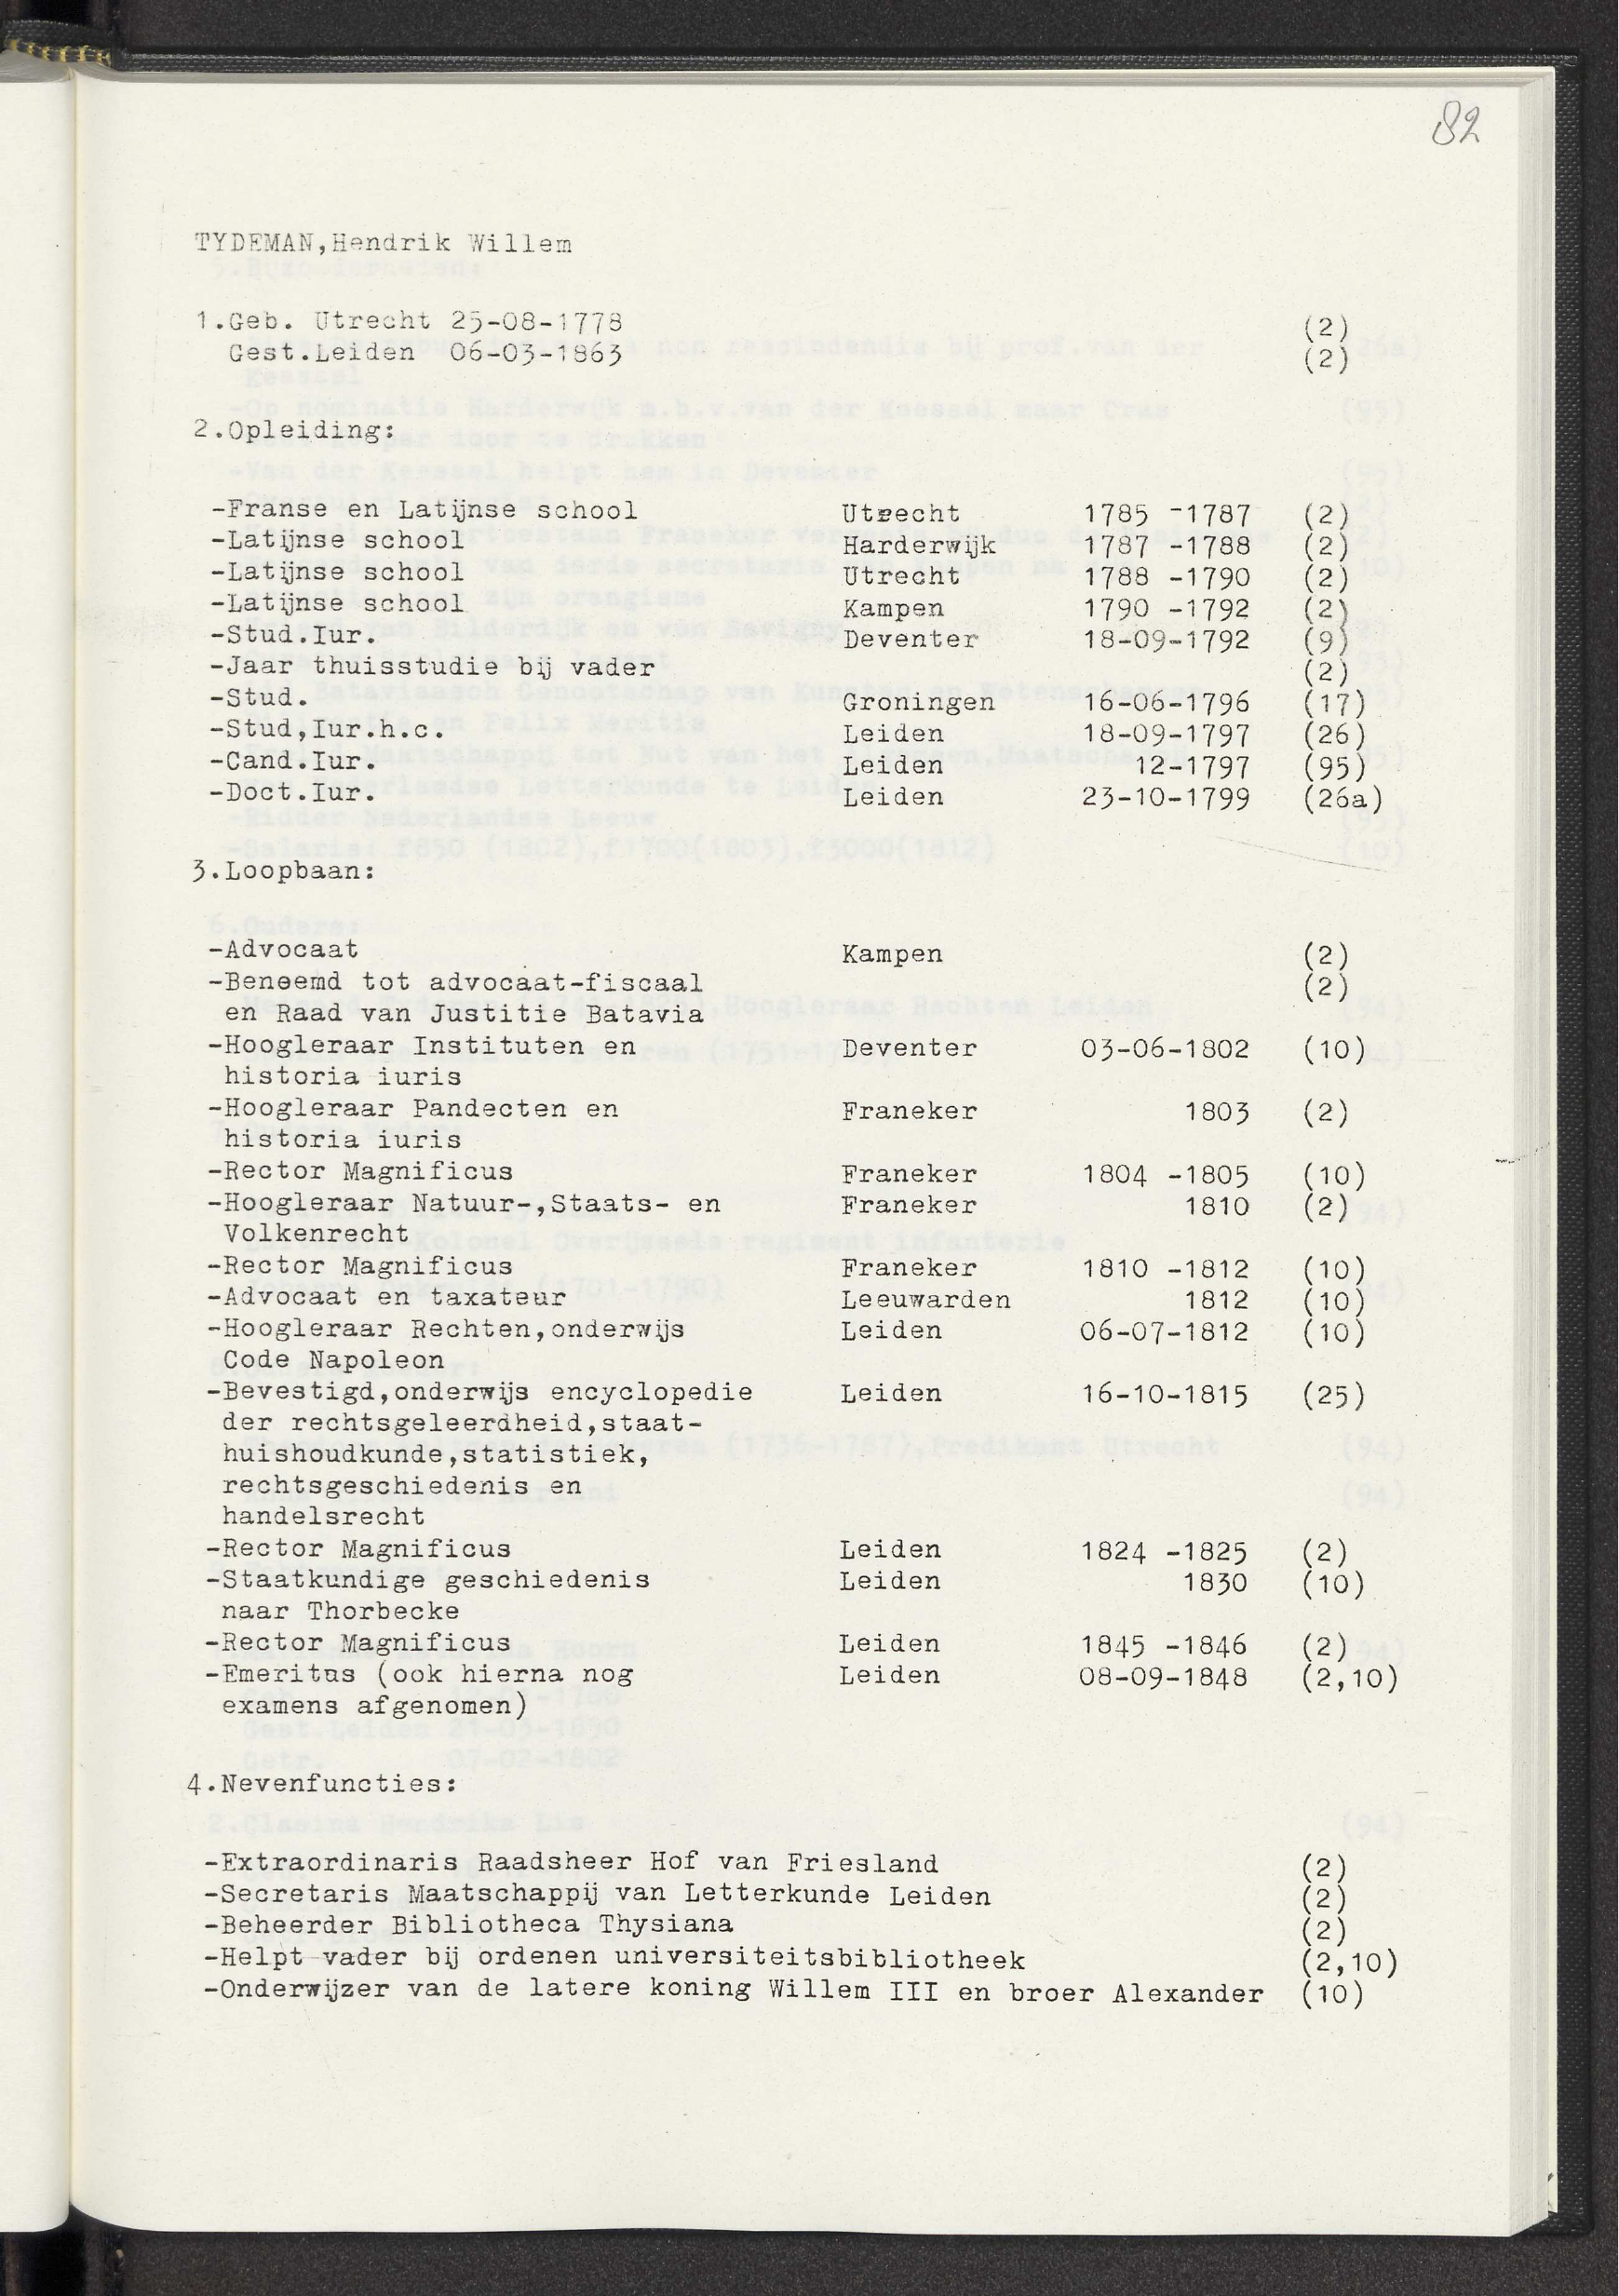 82
TYDEMAN,Hendrik Willem
1.Geb. Utrecht 25-08-1778 (2)
Gest.Leiden 06-03-1863 (2)
2.Opleiding:
-Franse en Latijnse school Utrecht 1785 -1787 (2)
-Latijnse school Harderwijk 1787 -1788 (2)
-Latijnse school Utrecht 1788 -1790 (2)
-Latijnse school Kampen 1790 -1792 (2)
-Stud.Iur. Deventer 18-09-1792 (9)
-Jaar thuisstudie bij vader (2)
-Stud. Groningen 16-06-1796 (17)
-Stud,Iur.h.c. Leiden 18-09-1797 (26)
-Cand.Iur. Leiden 12-1797 (95)
-Doct.Iur. Leiden 23-10-1799 (26a)
3.Loopbaan:
-Advocaat Kampen (2)
-Beneemd tot advocaat-fiscaal (2)
en Raad van Justitie Batavia
-Hoogleraar Instituten en Deventer 03-06-1802 (10)
historia iuris
-Hoogleraar Pandecten en Franeker 1803 (2)
historia iuris
-Rector Magnificus Franeker 1804 -1805 (10)
-Hoogleraar Natuur-,Staats- en Franeker 1810 (2)
Volkenrecht
-Rector Magnificus Franeker 1810 -1812 (10)
-Advocaat en taxateur Leeuwarden 1812 (10)
-Hoogleraar Rechten,onderwijs Leiden 06-07-1812 (10)
Code Napoleon
-Bevestigd,onderwijs encyclopedie Leiden 16-10-1815 (25)
der rechtsgeleerdheid,staat-
huishoudkunde,statistiek,
rechtsgeschiedenis en
handelsrecht
-Rector Magnificus Leiden 1824 -1825 (2)
-Staatkundige geschiedenis Leiden 1830 (10)
naar Thorbecke
-Rector Magnificus Leiden 1845 -1846 (2)
-Emeritus (ook hierna nog Leiden 08-09-1848 (2,10)
examens afgenomen)
4.Nevenfuncties:
-Extraordinaris Raadsheer Hof van Friesland (2)
-Secretaris Maatschappij van Letterkunde Leiden (2)
-Beheerder Bibliotheca Thysiana (2)
-Helpt vader bij ordenen universiteitsbibliotheek (2,10)
-Onderwijzer van de latere koning Willem III en broer Alexander (10)